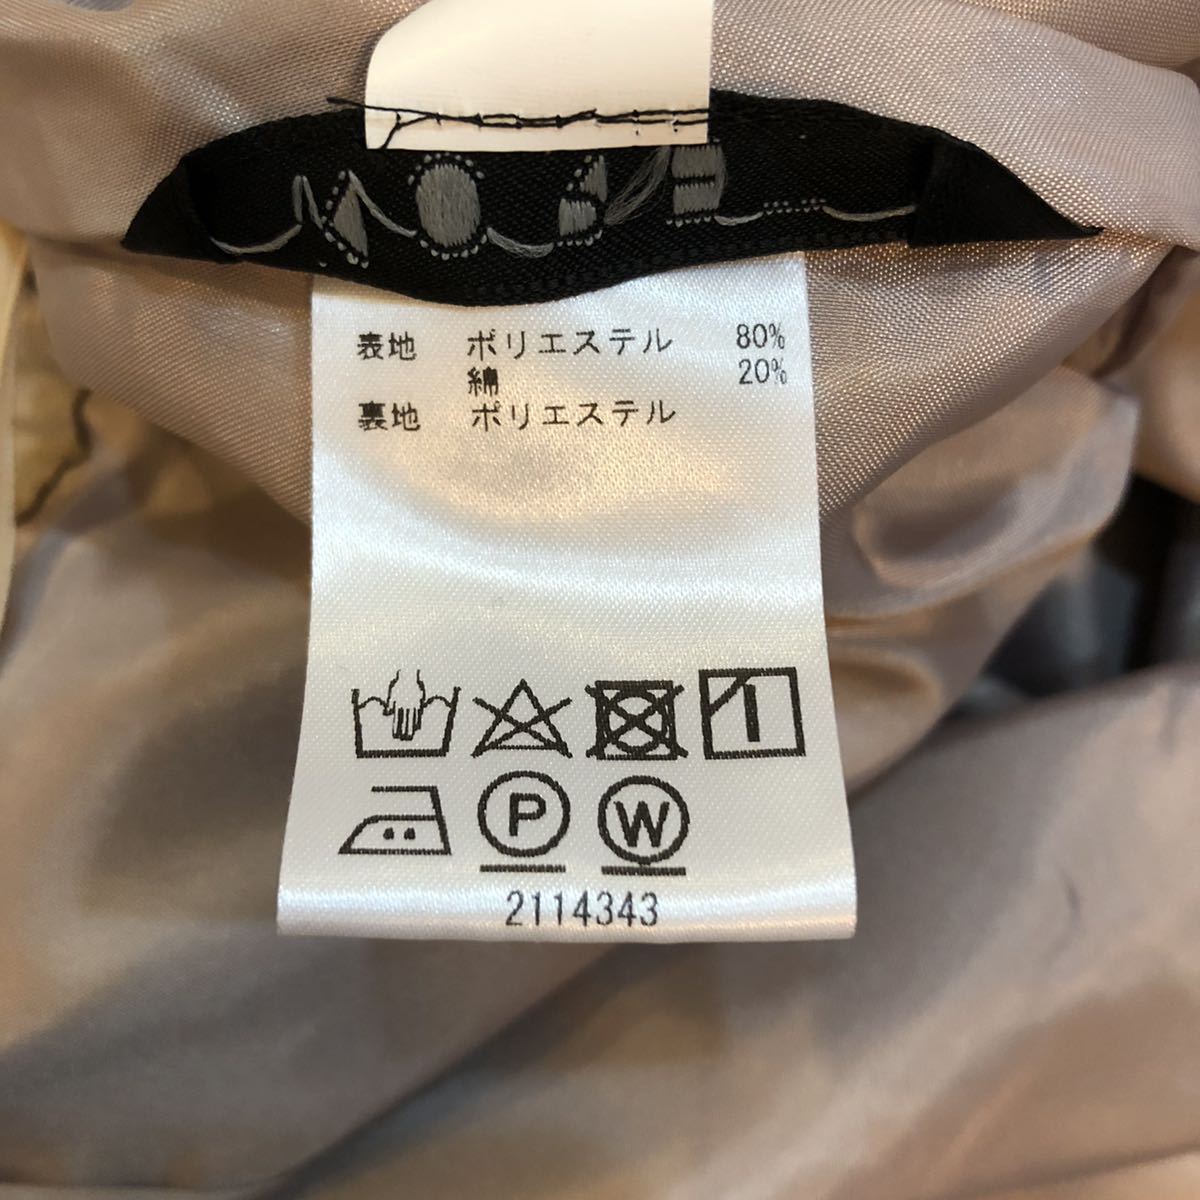 表地 ポリエステル 80%
綿 20%
裏地 ポリエステル
P W
2114343